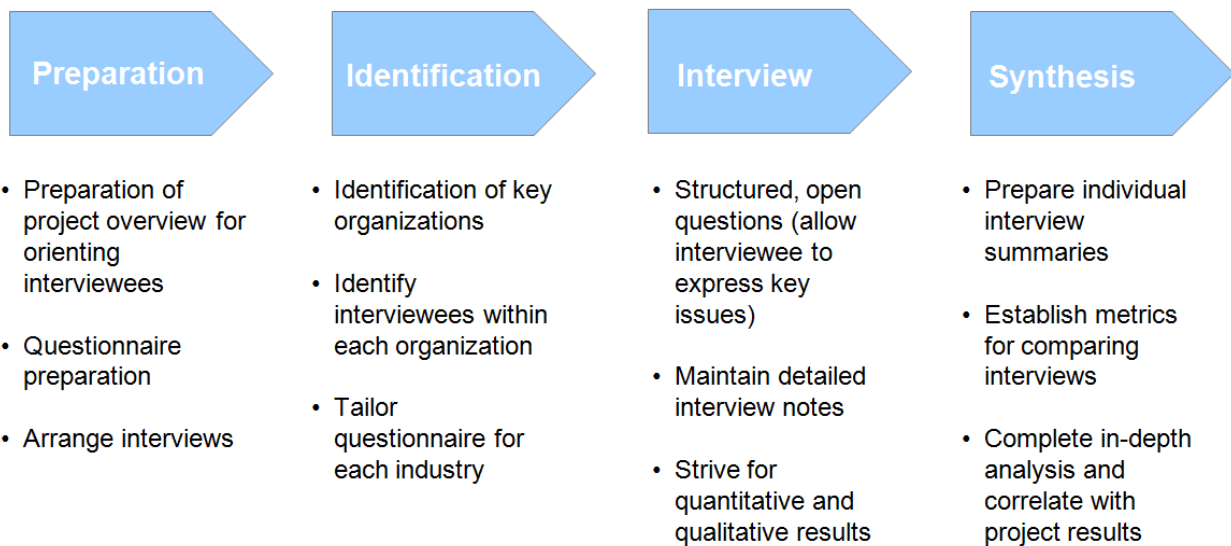 Preparation
Identification
Interview
Synthesis
• Preparation of
project overview for
orienting
interviewees
• Questionnaire
preparation
• Arrange interviews
• Identification of key
organizations
• Identify
interviewees within
each organization
• Tailor
questionnaire for
each industry
• Structured, open
questions (allow
interviewee to
express key
issues)
• Maintain detailed
interview notes
• Strive for
quantitative and
qualitative results
• Prepare individual
interview
summaries
• Establish metrics
for comparing
interviews
• Complete in-depth
analysis and
correlate with
project results